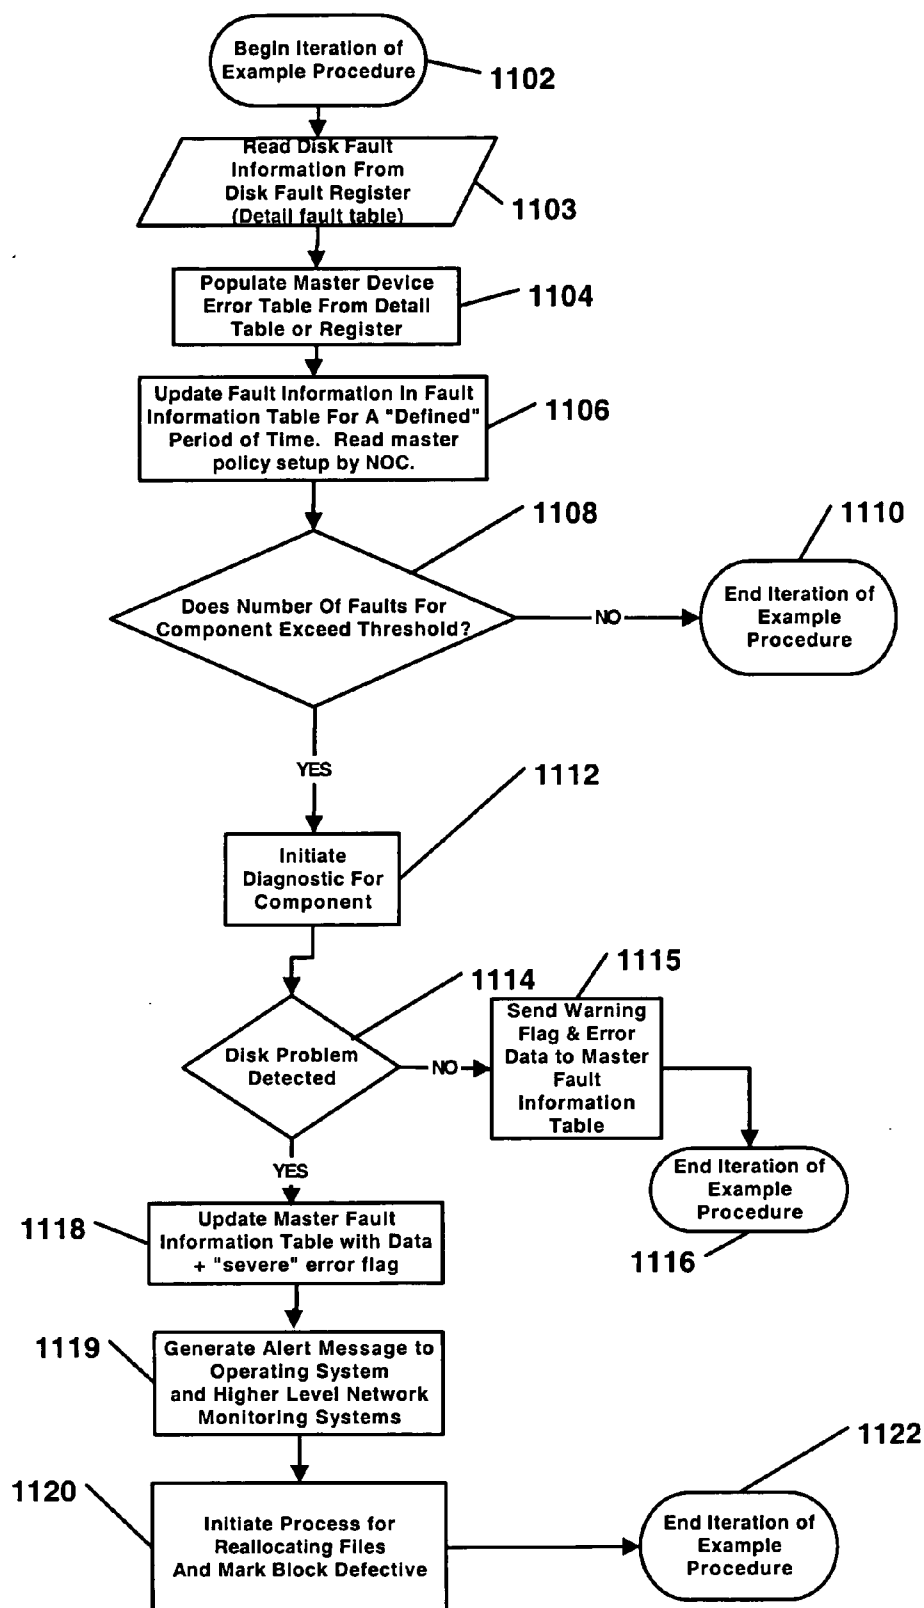 Begin Iteration of
Example Procedure
1102
Read Disk Fault
Information From
Disk Fault Register
(Detail fault table)
1103
Populate Master Device
Error Table From Detail
Table or Register
1104
Update Fault Information In Fault
Information Table For A "Defined"
Period of Time. Read master
policy setup by NOC.
1106
1108
Does Number Of Faults For
Component Exceed Threshold?
NO
1110
End Iteration of
Example
Procedure
YES
1112
Initiate
Diagnostic For
Component
1114
Disk Problem
Detected
NO
1115
Send Warning
Flag & Error
Data to Master
Fault
Information
Table
End Iteration of
Example
Procedure
1116
YES
1118
Update Master Fault
Information Table with Data
+ "severe" error flag
1119
Generate Alert Message to
Operating System
and Higher Level Network
Monitoring Systems
1120
Initiate Process for
Reallocating Files
And Mark Block Defective
1122
End Iteration of
Example
Procedure